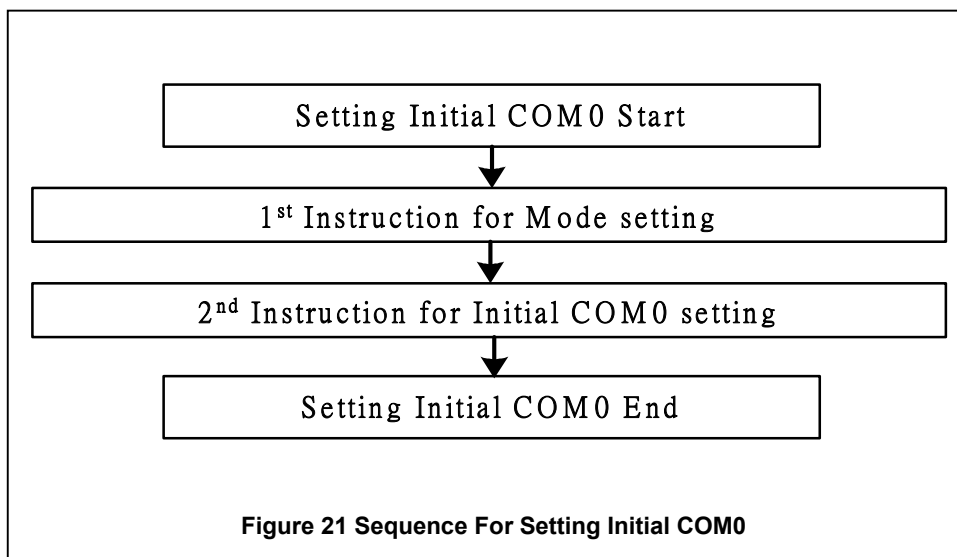 Setting Initial COM0 Start
1st Instruction for Mode setting
2nd Instruction for Initial COM0 setting
Setting Initial COM0 End
Figure 21 Sequence For Setting Initial COM0